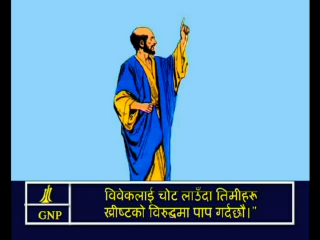 विवेकलाई चोट लाउँदा तिमीहरू
ख्रीष्टको विरुद्धमा पाप गर्दछौ।"
GNP